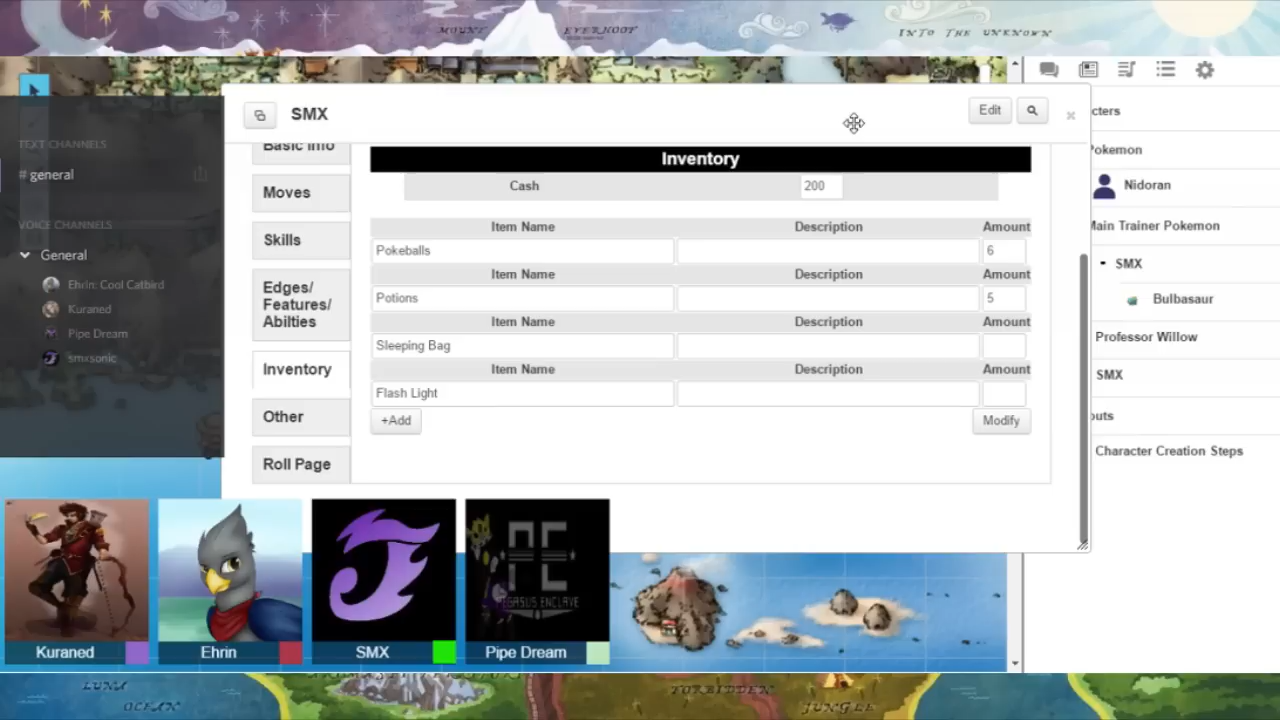 MOUNT EVERHOOF
INTO THE UNKNOWN
SMX
Edit
TEXT CHANNELS
# general
VOICE CHANNELS
General
Ehrin: Cool Catbird
Kuraned
Pipe Dream
smxsonic
Basic Info
Moves
Skills
Edges/
Features/
Abilties
Inventory
Other
Roll Page
Inventory
Cash 200
Item Name Description Amount
Pokeballs 6
Item Name Description Amount
Potions 5
Item Name Description Amount
Sleeping Bag
Item Name Description Amount
Flash Light
+Add Modify
cters
Pokemon
Nidoran
Main Trainer Pokemon
SMX
Bulbasaur
Professor Willow
SMX
outs
Character Creation Steps
PEGASUS ENCLAVE
Kuraned Ehrin SMX Pipe Dream
LUNA
OCEAN
FORBIDDEN
JUNGLE